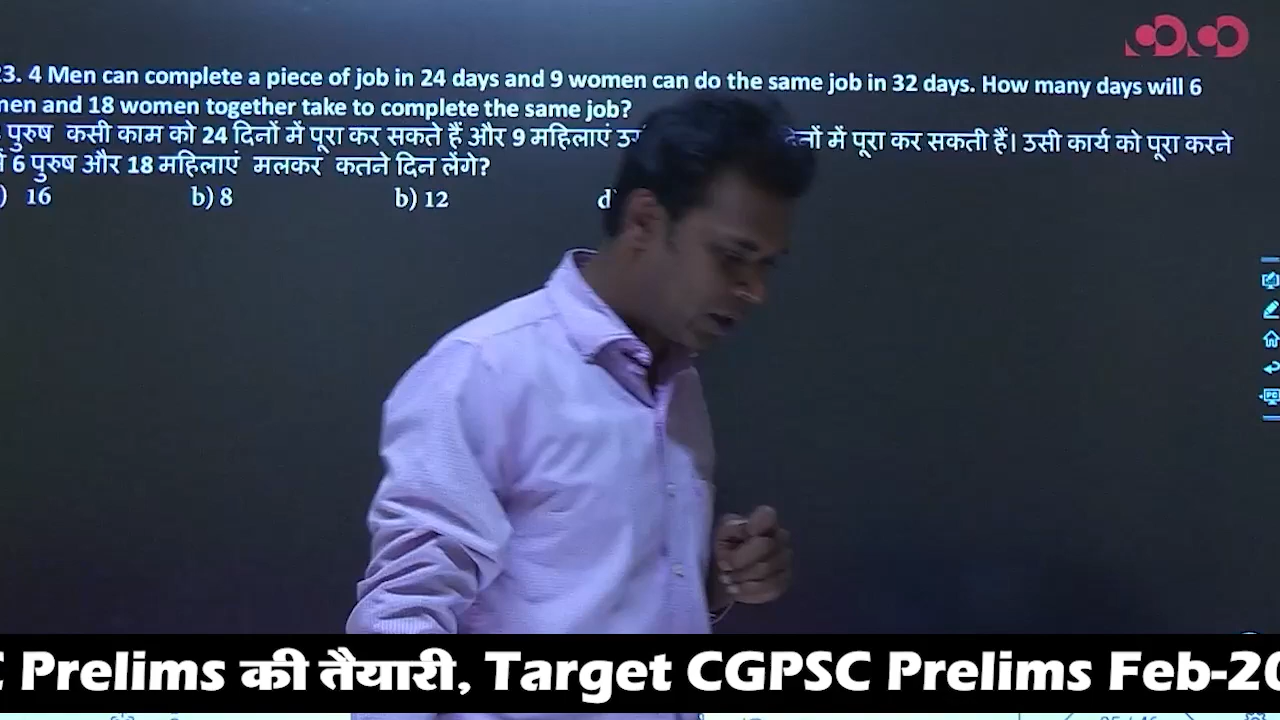 23. 4 Men can complete a piece of job in 24 days and 9 women can do the same job in 32 days. How many days will 6
men and 18 women together take to complete the same job?
पुरुष कसी काम को 24 दिनों में पूरा कर सकते हैं और 9 महिलाएं में पूरा कर सकती हैं। उसी कार्य को पूरा करने
6 पुरुष और 18 महिलाएं मलकर कतने दिन लेंगे?
) 16 b) 8 b) 12 d
C Prelims की तैयारी, Target CGPSC Prelims Feb-20